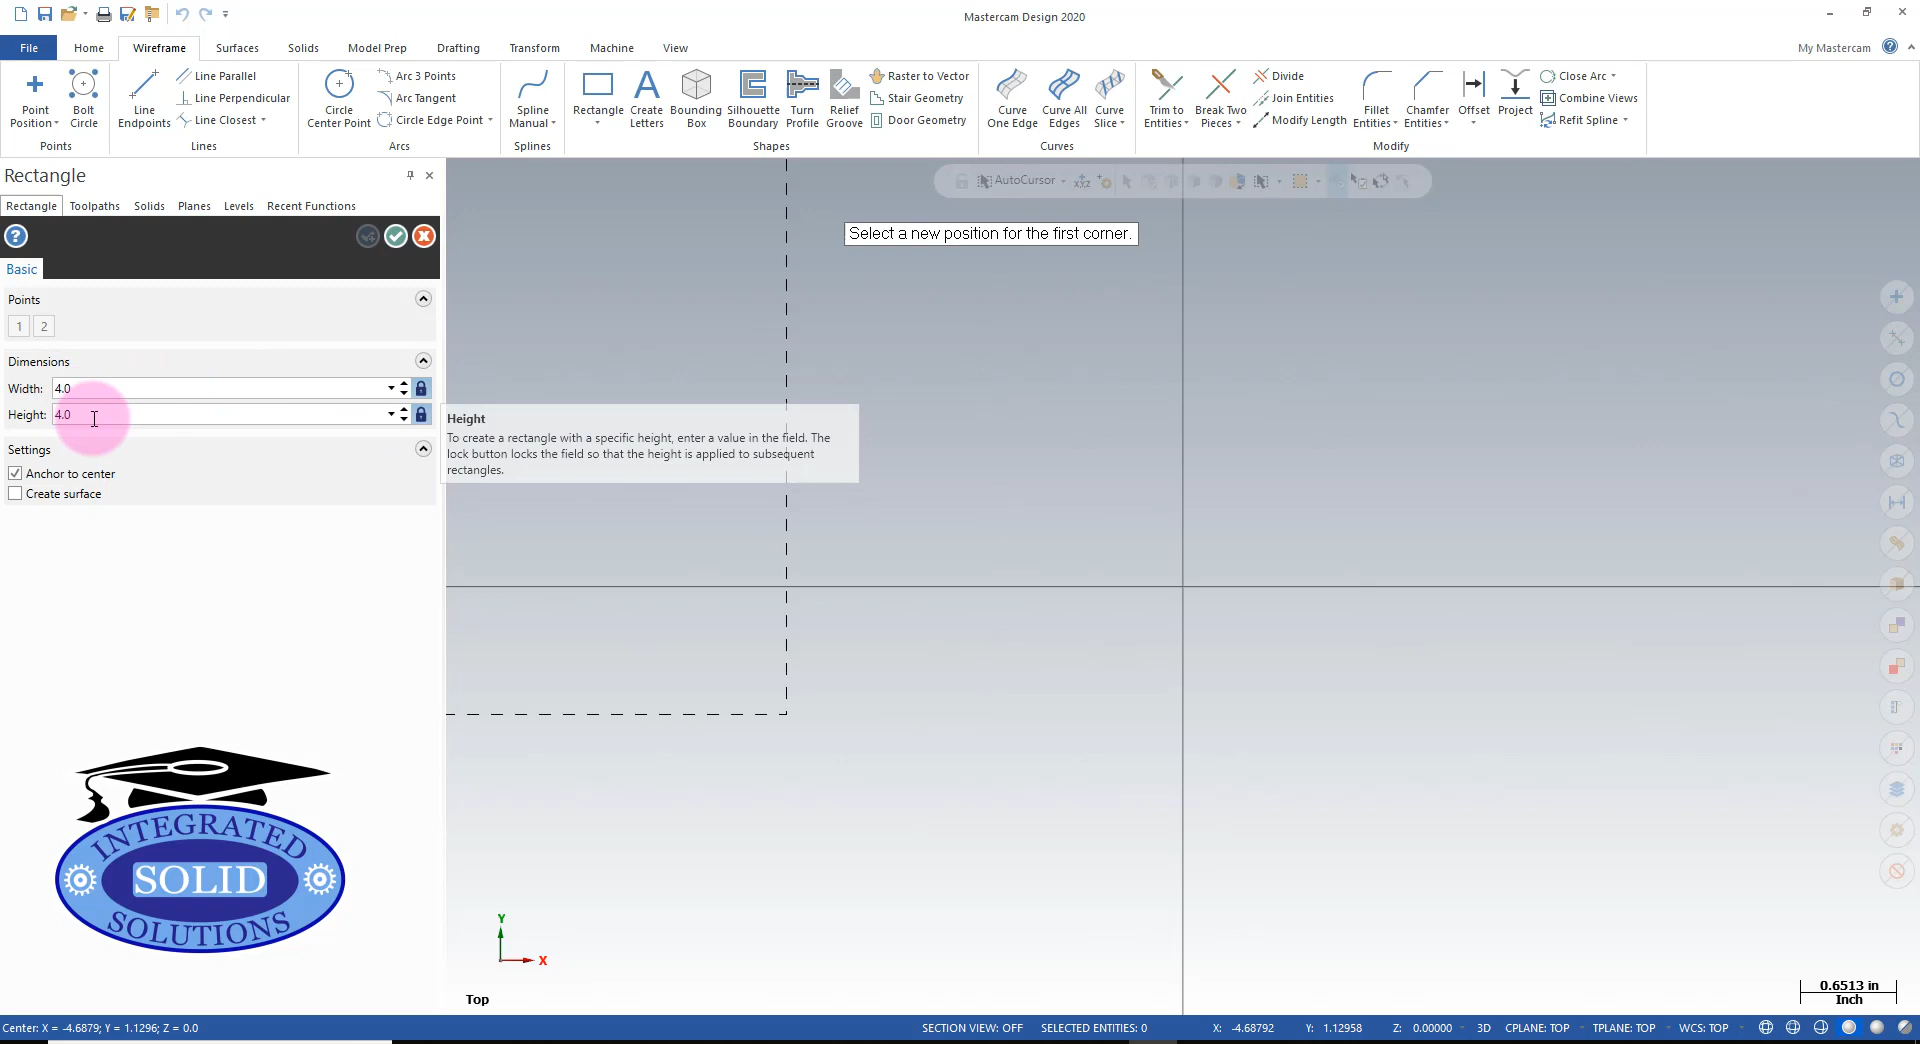 Mastercam Design 2020
File Home Wireframe Surfaces Solids Model Prep Drafting Transform Machine View My Mastercam
Point Position
Bolt Circle
Points
Line Endpoints
Line Parallel
Line Perpendicular
Line Closest
Lines
Circle Center Point
Arc 3 Points
Arc Tangent
Circle Edge Point
Arcs
Spline Manual
Splines
Rectangle
Create Letters
Bounding Box
Silhouette Boundary
Turn Profile
Relief Groove
Raster to Vector
Stair Geometry
Door Geometry
Shapes
Curve One Edge
Curve All Edges
Curve Slice
Curves
Trim to Entities
Break Two Pieces
Divide
Join Entities
Modify Length
Fillet Entities
Chamfer Entities
Offset
Project
Close Arc
Combine Views
Refit Spline
Modify
Rectangle
Rectangle Toolpaths Solids Planes Levels Recent Functions
Basic
Points
1 2
Dimensions
Width: 4.0
Height: 4.0
Settings
Anchor to center
Create surface
AutoCursor
Select a new position for the first corner.
Height
To create a rectangle with a specific height, enter a value in the field. The
lock button locks the field so that the height is applied to subsequent
rectangles.
INTEGRATED
SOLID
SOLUTIONS
Y
X
Top
0.6513 in
Inch
Center: X = -4.6879; Y = 1.1296; Z = 0.0 SECTION VIEW: OFF SELECTED ENTITIES: 0 X: -4.68792 Y: 1.12958 Z: 0.00000 3D CPLANE: TOP TPLANE: TOP WCS: TOP